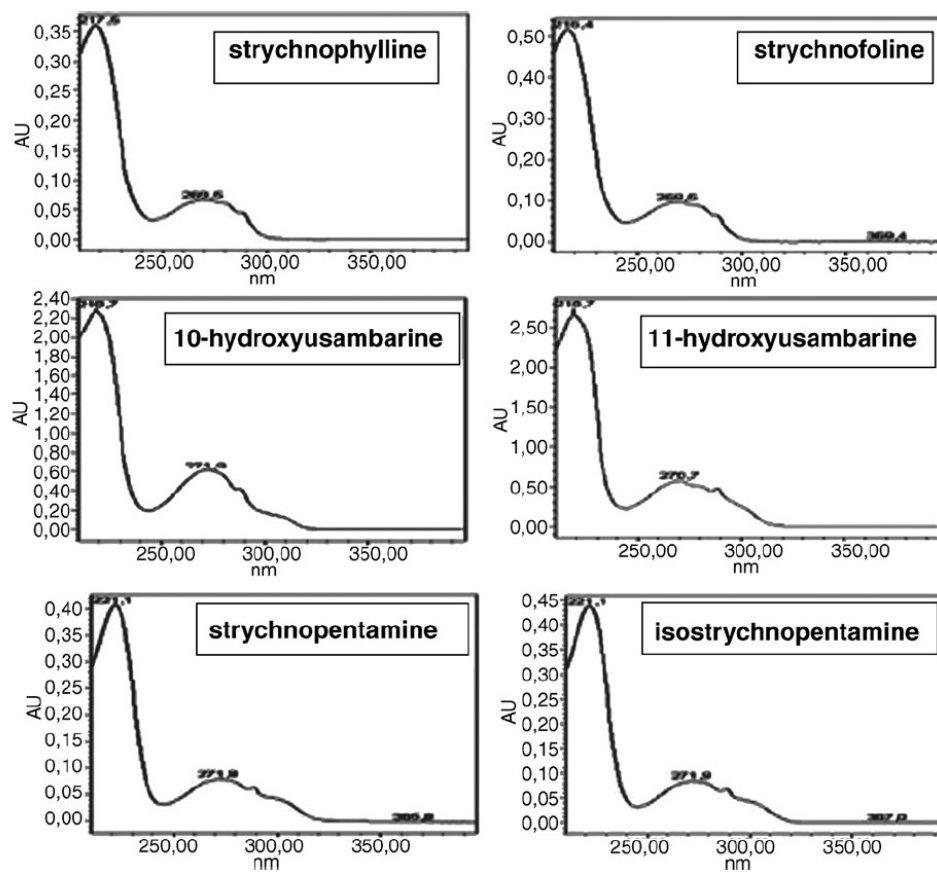 217,5
strychnophylline
0,35
0,30
0,25
AU
0,20
0,15
0,10
269,5
0,05
0,00
250,00 300,00 350,00
nm
216,4
strychnofoline
0,50
0,40
0,30
AU
0,20
0,10
0,00
250,00 300,00 350,00
nm
2,40
10-hydroxyusambarine
2,20
2,00
1,80
1,60
1,40
AU
1,20
1,00
0,80
271,9
0,60
0,40
0,20
0,00
250,00 300,00 350,00
nm
11-hydroxyusambarine
2,50
2,00
1,50
AU
1,00
270,7
0,50
0,00
250,00 300,00 350,00
nm
221,1
strychnopentamine
0,40
0,35
0,30
0,25
AU
0,20
0,15
0,10
271,9
0,05
0,00
250,00 300,00 350,00
nm
0,45
221,1
isostrychnopentamine
0,40
0,35
0,30
0,25
AU
0,20
0,15
0,10
271,9
0,05
0,00
250,00 300,00 350,00
nm